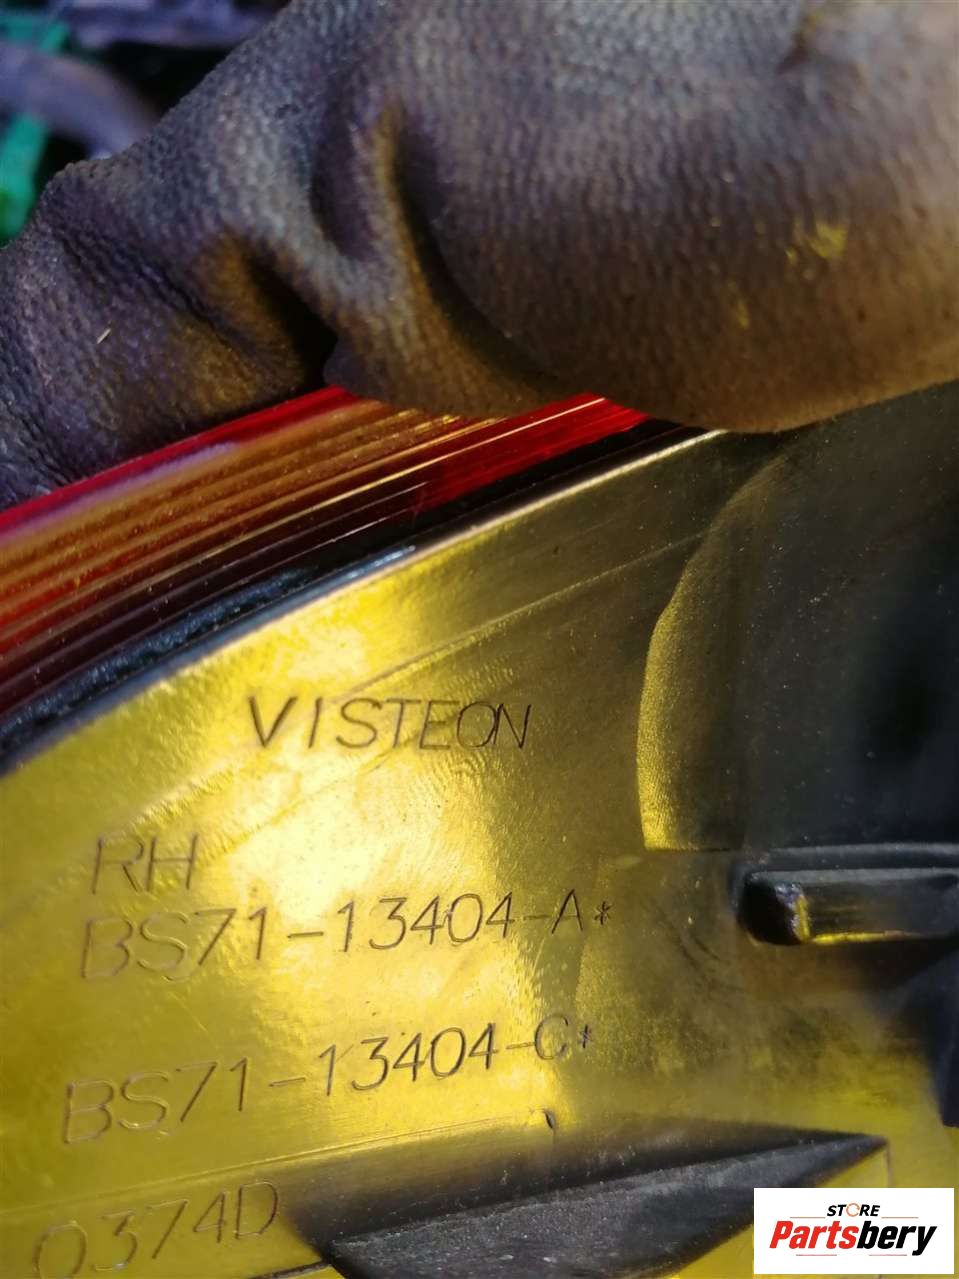 VISTEON
RH
BS71-13404-A*
BS71-13404-C*
0374D
STORE
Partsbery